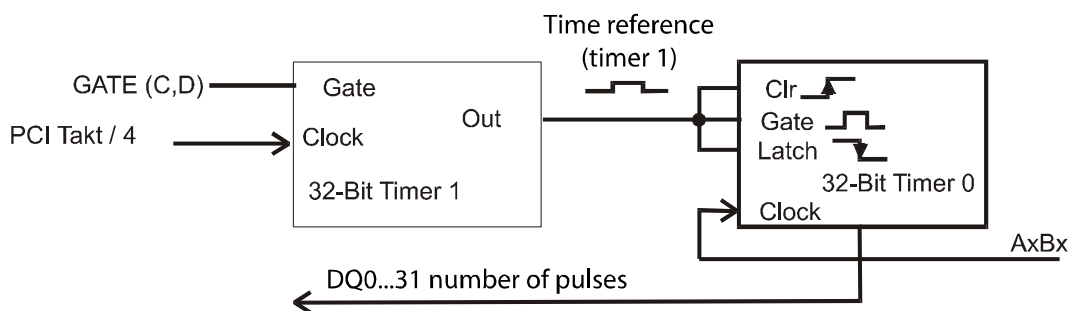 Time reference
(timer 1)
GATE (C,D)
Gate
PCI Takt / 4
Clock
Out
32-Bit Timer 1
Clr
Gate
Latch
32-Bit Timer 0
Clock
AxBx
DQ0...31 number of pulses